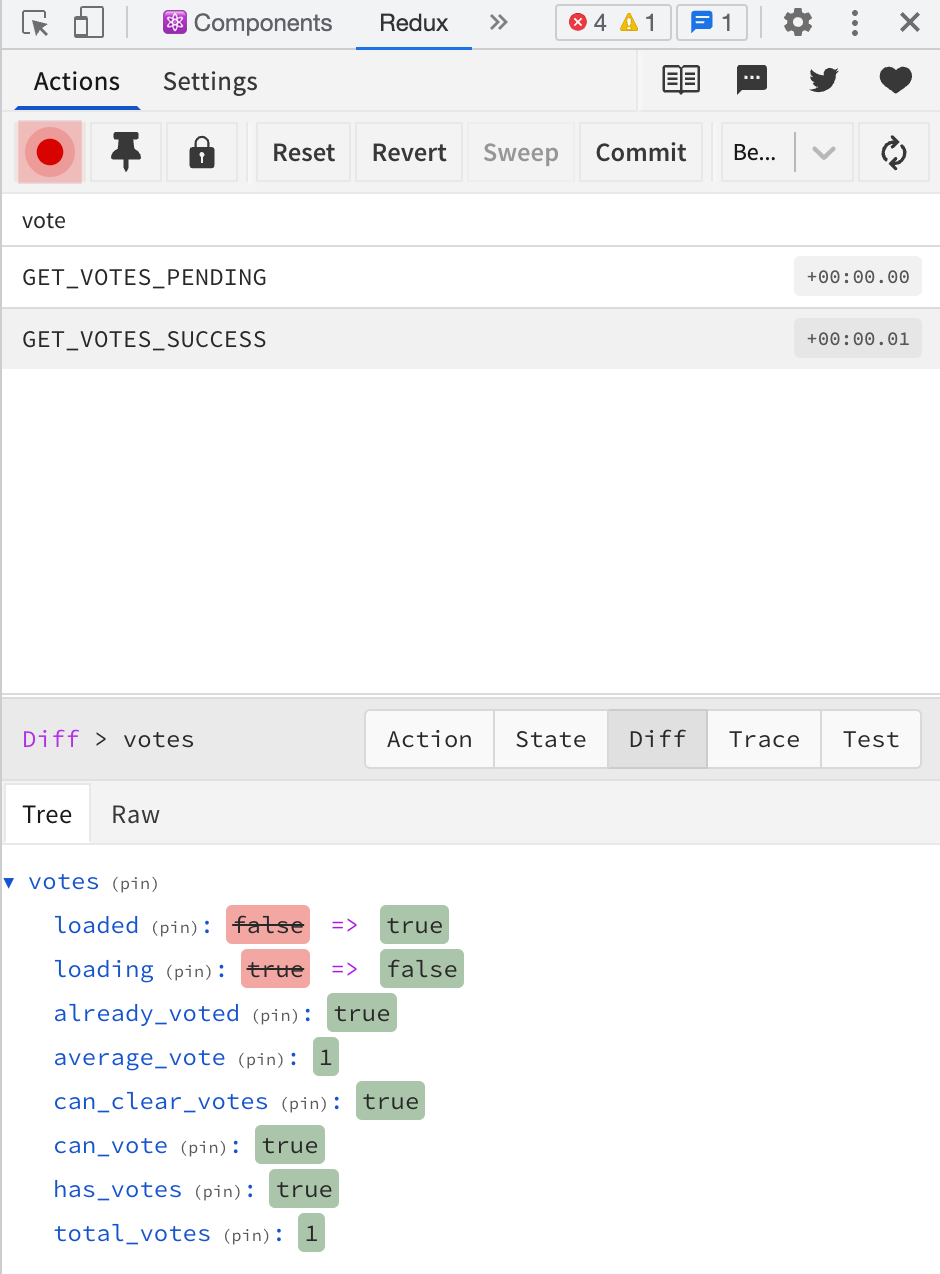 Components Redux 4 1 1
Actions Settings
Reset Revert Sweep Commit Be...
vote
GET_VOTES_PENDING +00:00.00
GET_VOTES_SUCCESS +00:00.01
Diff > votes Action State Diff Trace Test
Tree Raw
votes (pin)
loaded (pin): false => true
loading (pin): true => false
already_voted (pin): true
average_vote (pin): 1
can_clear_votes (pin): true
can_vote (pin): true
has_votes (pin): true
total_votes (pin): 1